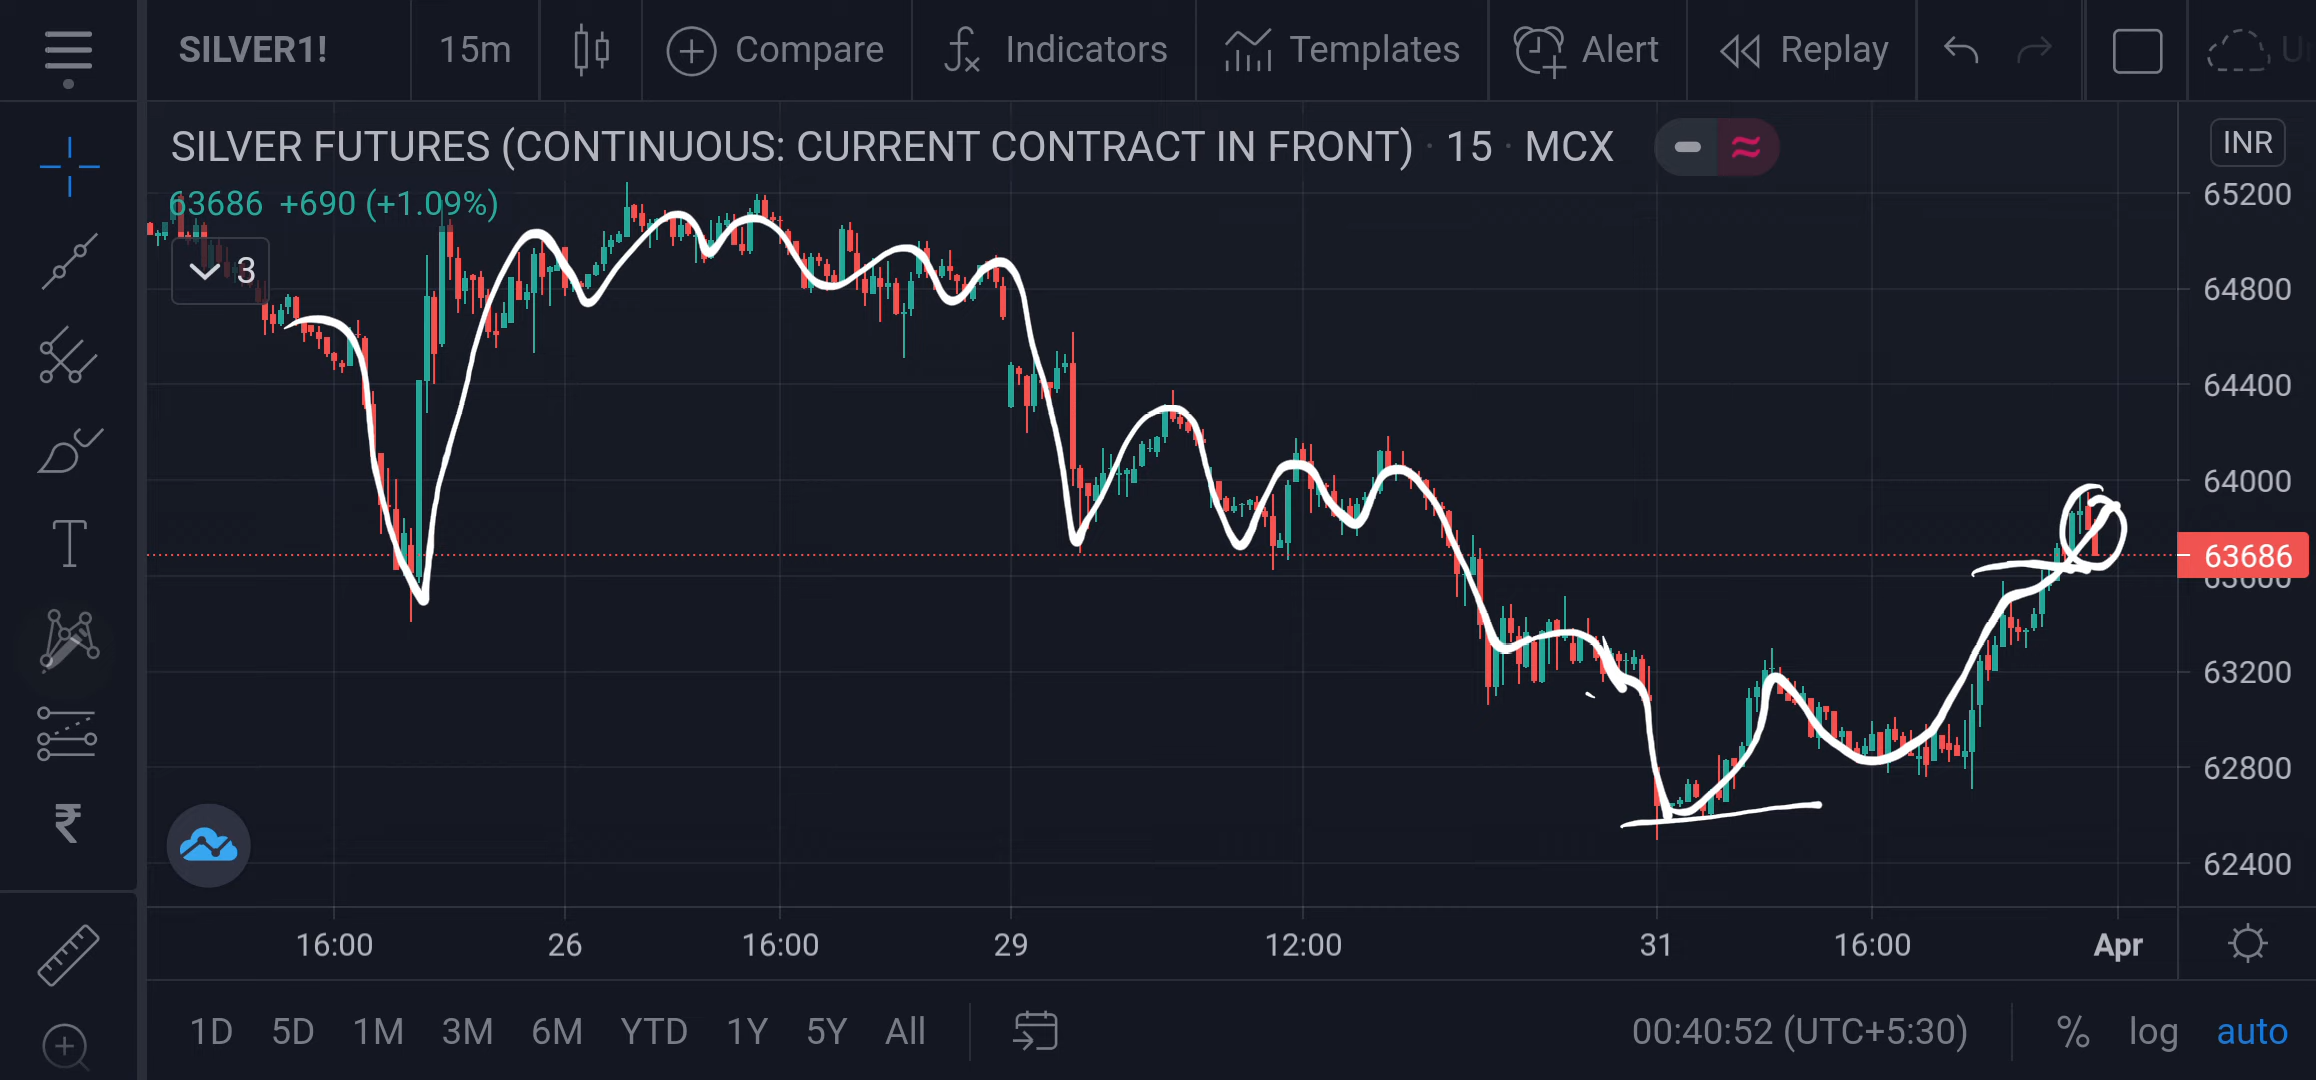 SILVER1! 15m Compare Indicators Templates Alert Replay
SILVER FUTURES (CONTINUOUS: CURRENT CONTRACT IN FRONT) · 15 · MCX
INR
63686 +690 (+1.09%)
3
65200
64800
64400
64000
63686
63600
63200
62800
62400
T
₹
16:00 26 16:00 29 12:00 31 16:00 Apr
1D 5D 1M 3M 6M YTD 1Y 5Y All 00:40:52 (UTC+5:30) % log auto